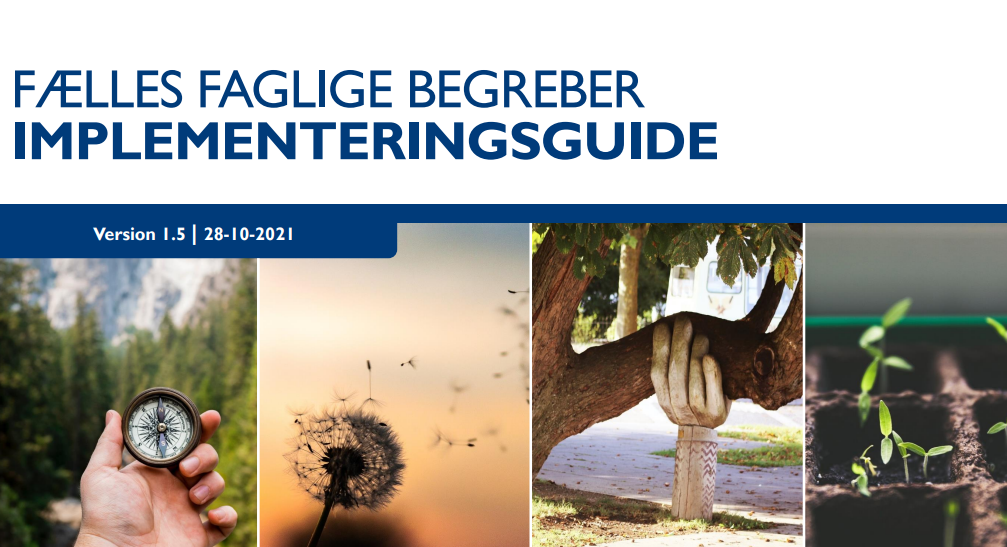 FÆLLES FAGLIGE BEGREBER
IMPLEMENTERINGSGUIDE
Version 1.5 | 28-10-2021